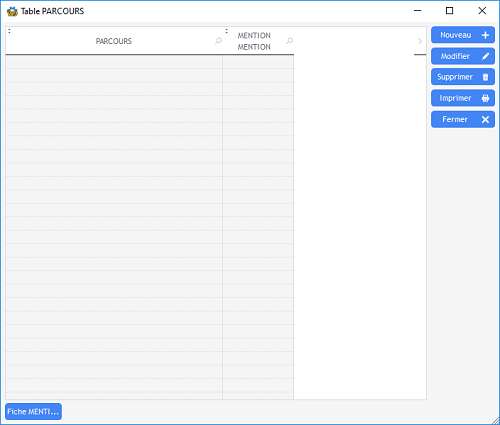 Table PARCOURS
PARCOURS
MENTION
MENTION
Nouveau
Modifier
Supprimer
Imprimer
Fermer
Fiche MENTI...